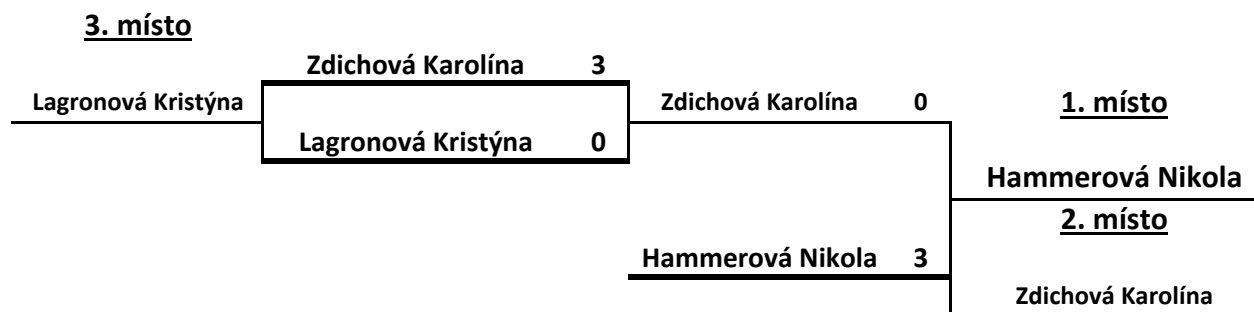 3. místo
Zdichová Karolína 3
Lagronová Kristýna
Zdichová Karolína 0
1. místo
Lagronová Kristýna 0
Hammerová Nikola
2. místo
Hammerová Nikola 3
Zdichová Karolína